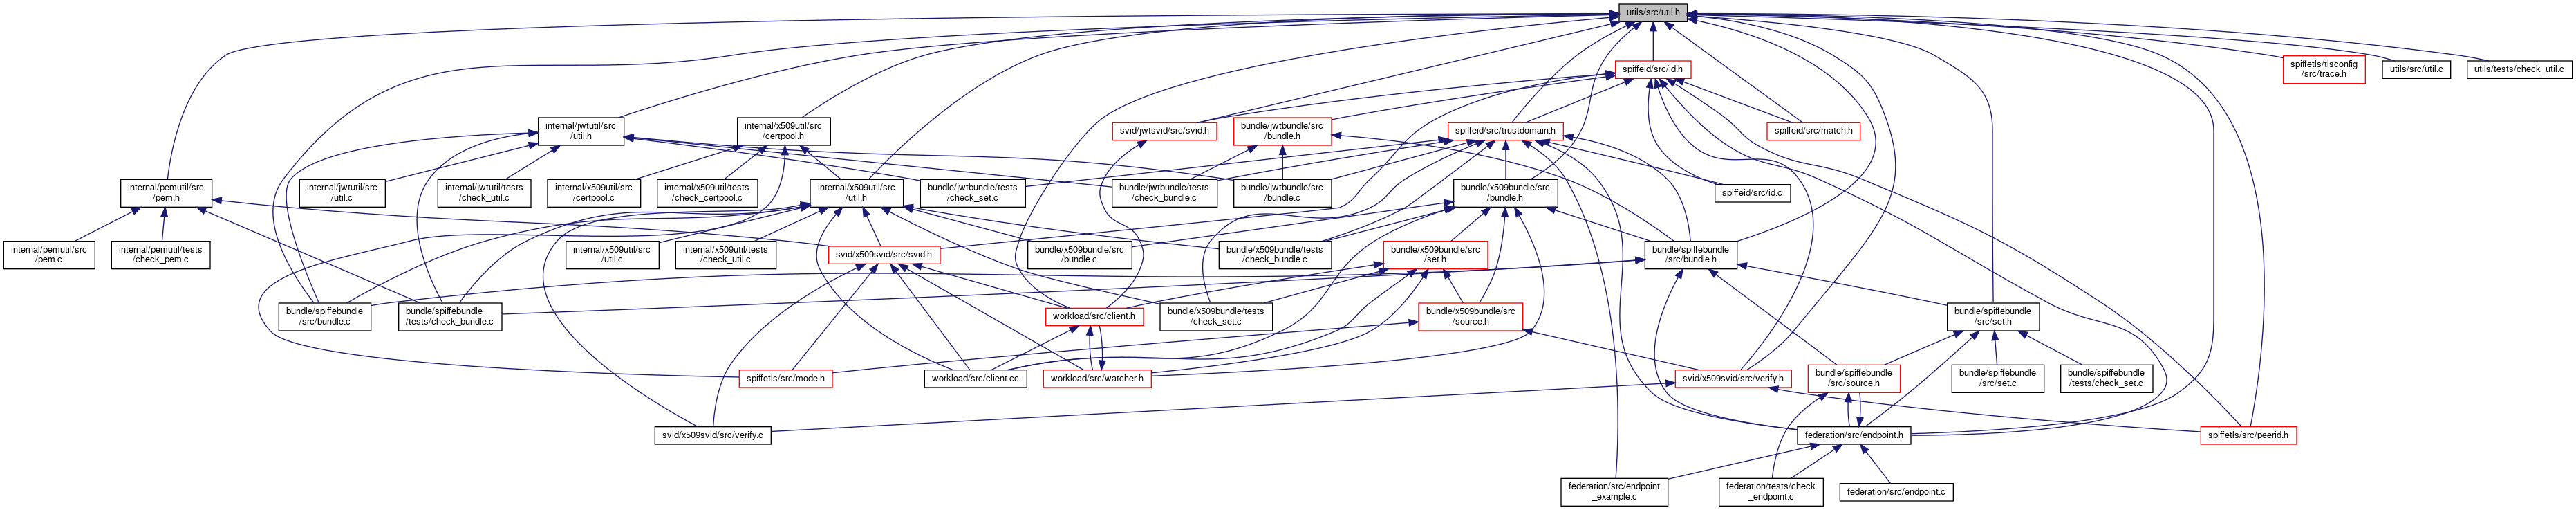 utils/src/util.h
spiffeid/src/id.h
spiffetls/tlsconfig
/src/trace.h
utils/src/util.c
utils/tests/check_util.c
internal/jwtutil/src
/util.h
internal/x509util/src
/certpool.h
svid/jwtsvid/src/svid.h
bundle/jwtbundle/src
/bundle.h
spiffeid/src/trustdomain.h
spiffeid/src/match.h
internal/pemutil/src
/pem.h
internal/jwtutil/src
/util.c
internal/jwtutil/tests
/check_util.c
internal/x509util/src
/certpool.c
internal/x509util/tests
/check_certpool.c
internal/x509util/src
/util.h
bundle/jwtbundle/tests
/check_set.c
bundle/jwtbundle/tests
/check_bundle.c
bundle/jwtbundle/src
/bundle.c
bundle/x509bundle/src
/bundle.h
spiffeid/src/id.c
internal/pemutil/src
/pem.c
internal/pemutil/tests
/check_pem.c
internal/x509util/src
/util.c
internal/x509util/tests
/check_util.c
svid/x509svid/src/svid.h
bundle/x509bundle/src
/bundle.c
bundle/x509bundle/tests
/check_bundle.c
bundle/x509bundle/src
/set.h
bundle/spiffebundle
/src/bundle.h
bundle/spiffebundle
/src/bundle.c
bundle/spiffebundle
/tests/check_bundle.c
workload/src/client.h
bundle/x509bundle/tests
/check_set.c
bundle/x509bundle/src
/source.h
bundle/spiffebundle
/src/set.h
spiffetls/src/mode.h
workload/src/client.cc
workload/src/watcher.h
svid/x509svid/src/verify.h
bundle/spiffebundle
/src/source.h
bundle/spiffebundle
/src/set.c
bundle/spiffebundle
/tests/check_set.c
svid/x509svid/src/verify.c
federation/src/endpoint.h
spiffetls/src/peerid.h
federation/src/endpoint
_example.c
federation/tests/check
_endpoint.c
federation/src/endpoint.c